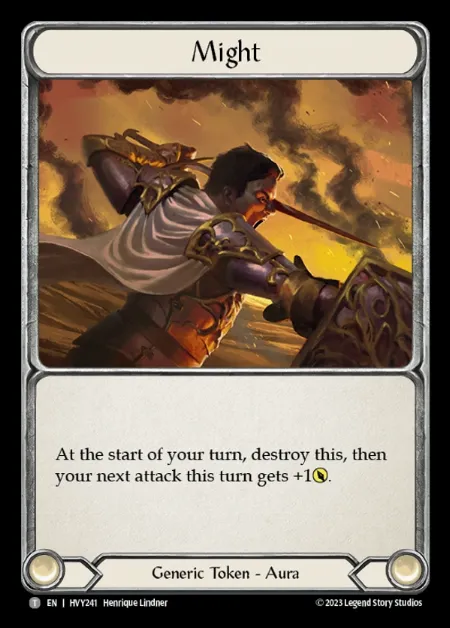 Might
At the start of your turn, destroy this, then
your next attack this turn gets +1.
Generic Token - Aura
T EN | HVY241 Henrique Lindner
© 2023 Legend Story Studios